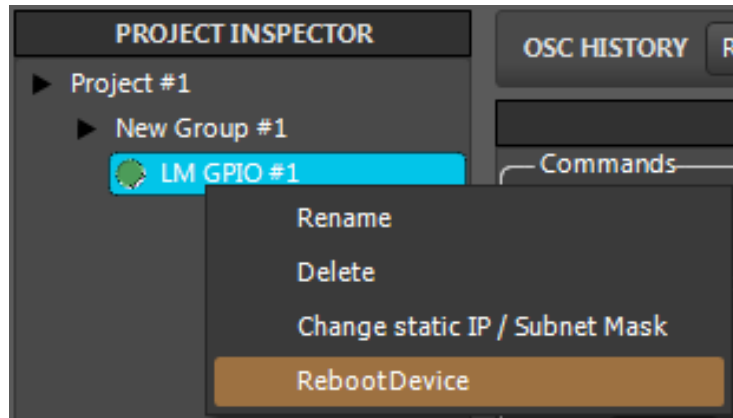 PROJECT INSPECTOR
OSC HISTORY
Project #1
New Group #1
LM GPIO #1
Commands
Rename
Delete
Change static IP / Subnet Mask
RebootDevice